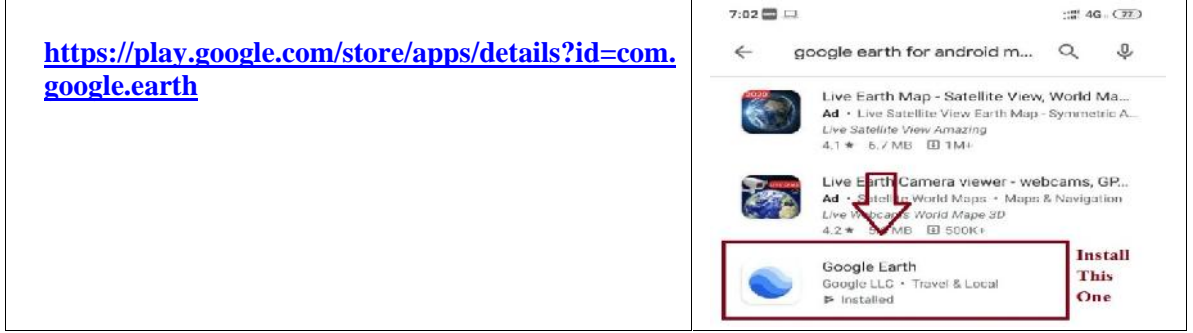 https://play.google.com/store/apps/details?id=com.
google.earth
7:02 4G 77
google earth for android m...
Live Earth Map - Satellite View, World Ma...
Ad • Live Satellite View Earth Map - Symmetric A...
Live Satellite View Amazing
4.1 ★ 6.7 MB 1M+
Live Earth Camera viewer - webcams, GP...
Ad • Satellite World Maps • Maps & Navigation
Live Webcams World Mape 3D
4.2 ★ MB 500K+
Google Earth
Google LLC • Travel & Local
Installed
Install
This
One